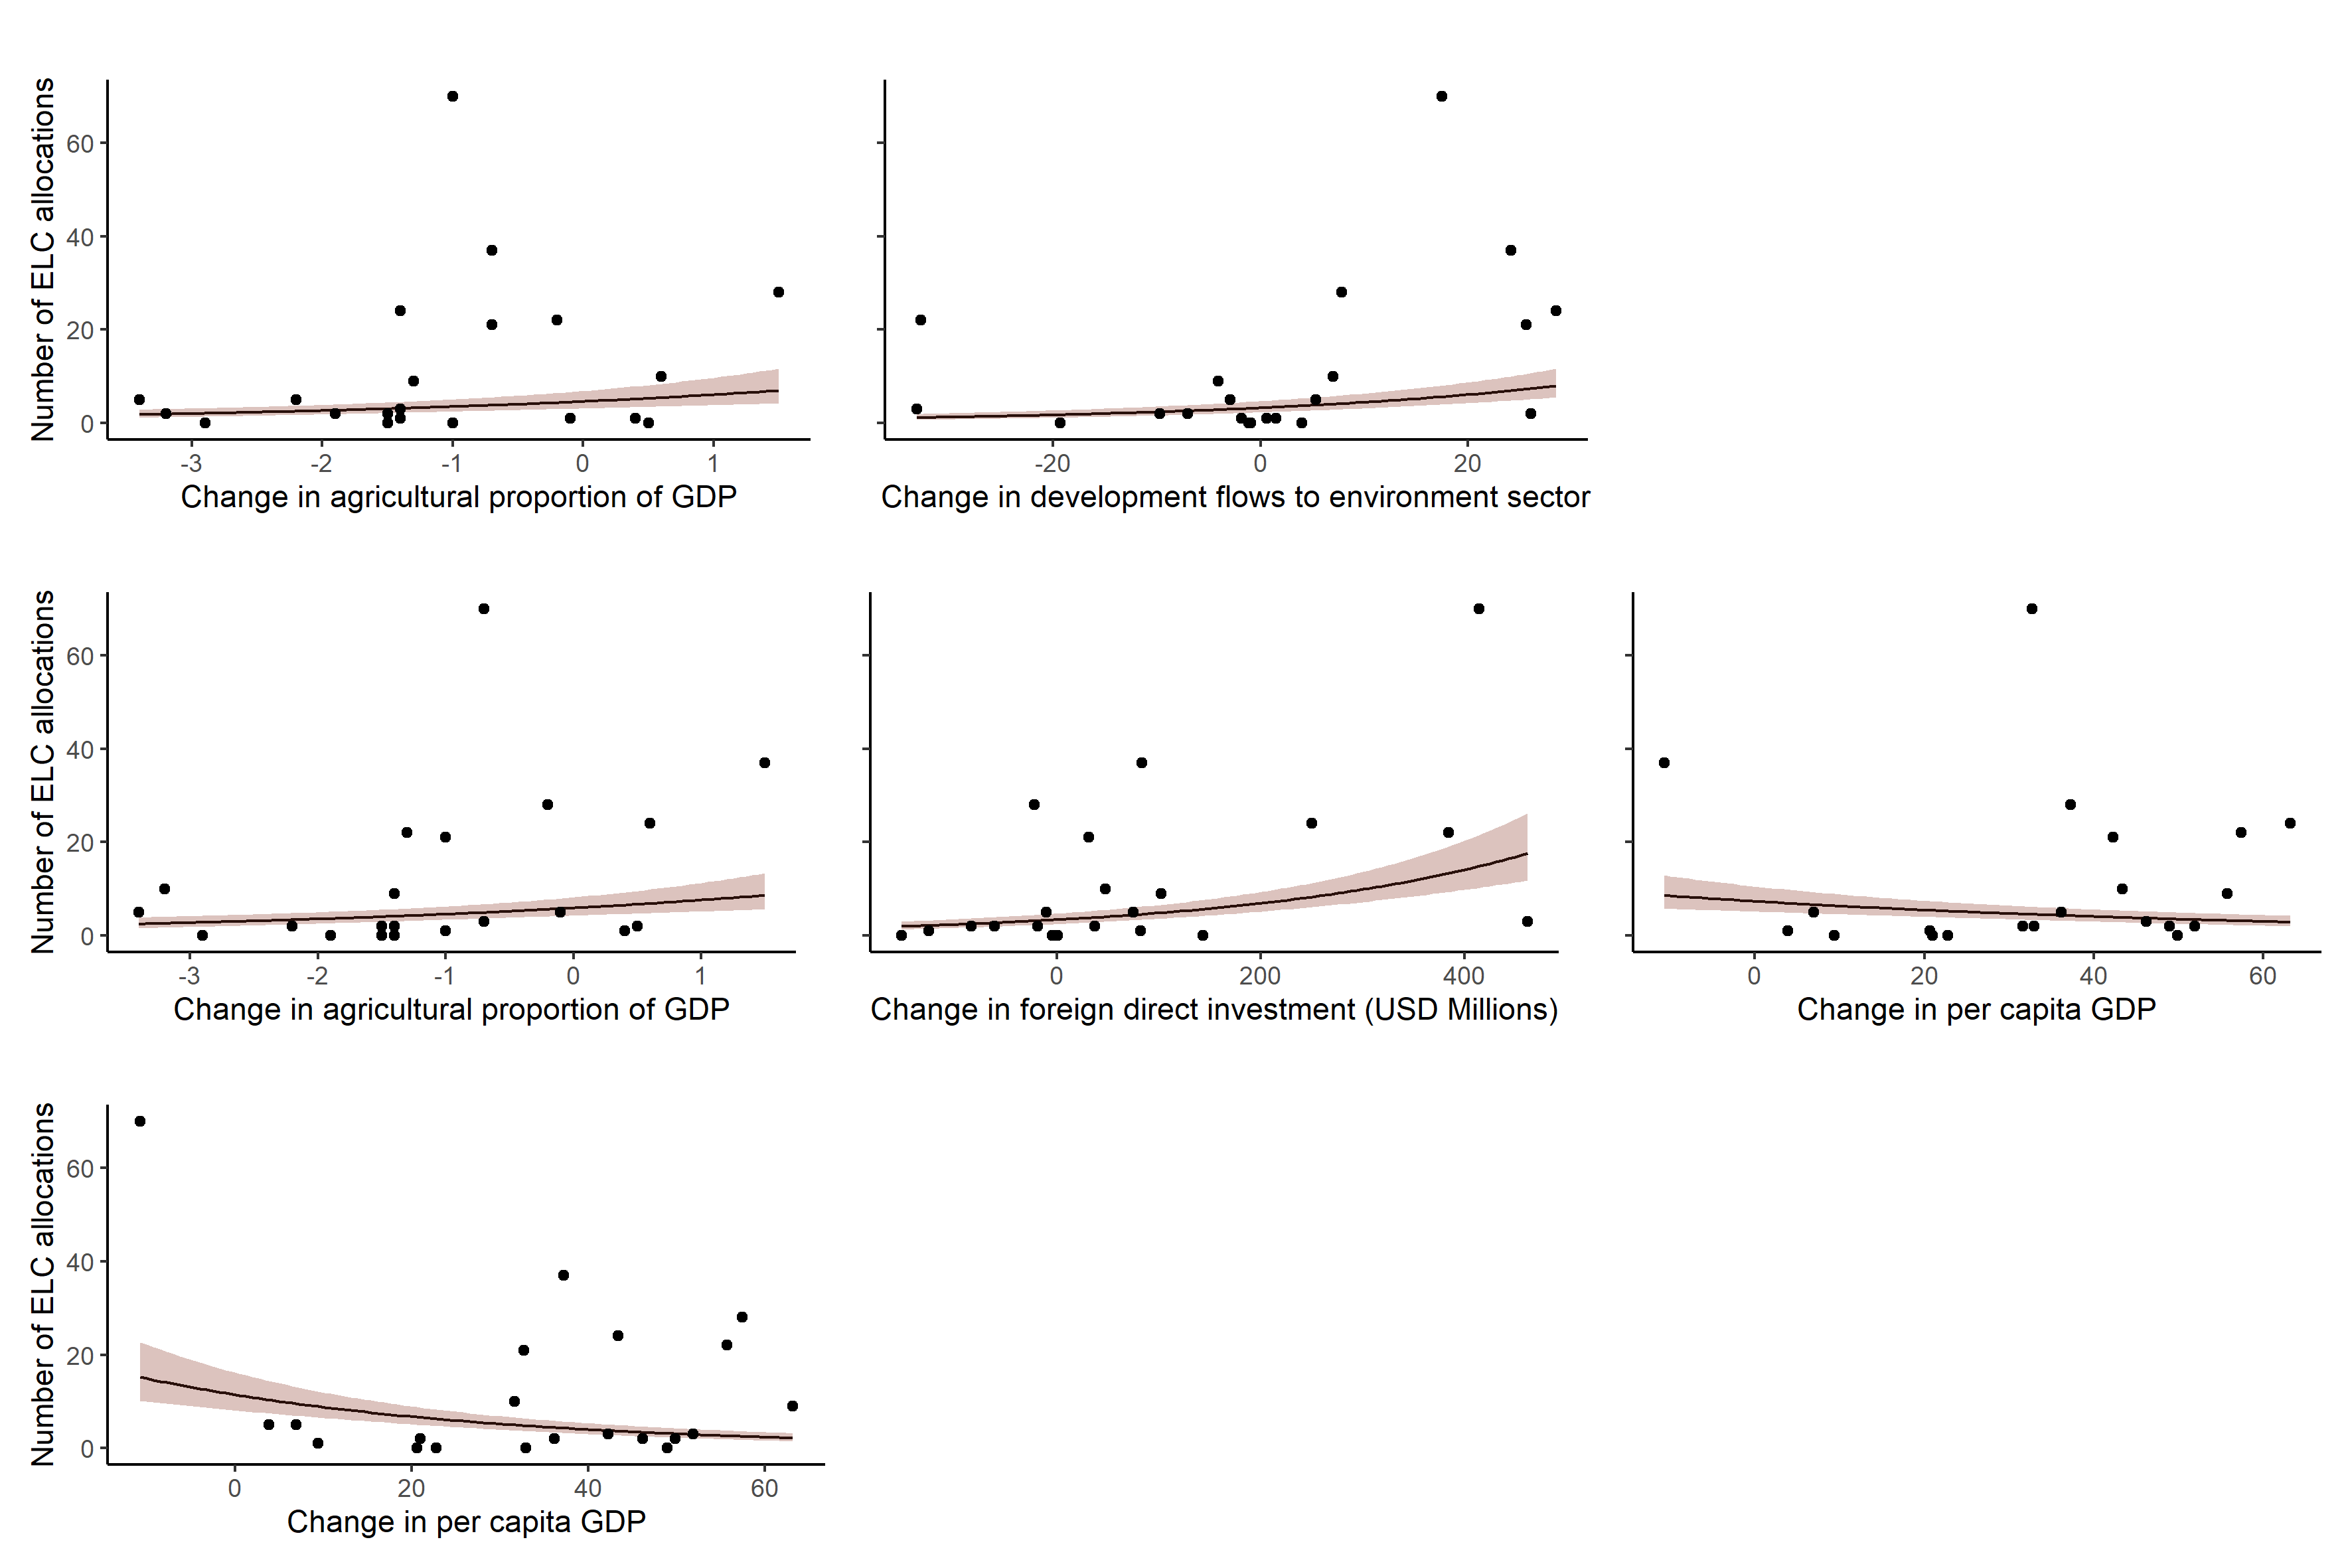 Number of ELC allocations
60
40
20
0
-3 -2 -1 0 1
Change in agricultural proportion of GDP
-20 0 20
Change in development flows to environment sector
Number of ELC allocations
60
40
20
0
-3 -2 -1 0 1
Change in agricultural proportion of GDP
0 200 400
Change in foreign direct investment (USD Millions)
0 20 40 60
Change in per capita GDP
Number of ELC allocations
60
40
20
0
0 20 40 60
Change in per capita GDP